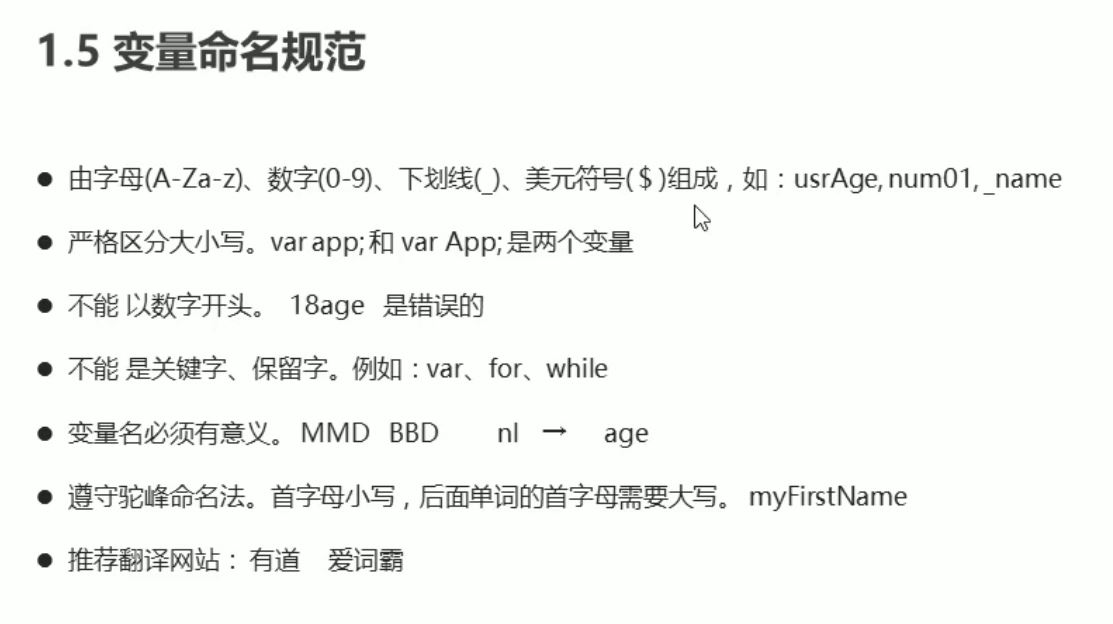 1.5 变量命名规范
● 由字母(A-Za-z)、数字(0-9)、下划线(_)、美元符号( $ )组成，如：usrAge, num01, _name
● 严格区分大小写。var app; 和 var App; 是两个变量
● 不能 以数字开头。 18age 是错误的
● 不能 是关键字、保留字。例如：var、for、while
● 变量名必须有意义。 MMD BBD nl → age
● 遵守驼峰命名法。首字母小写，后面单词的首字母需要大写。 myFirstName
● 推荐翻译网站： 有道 爱词霸